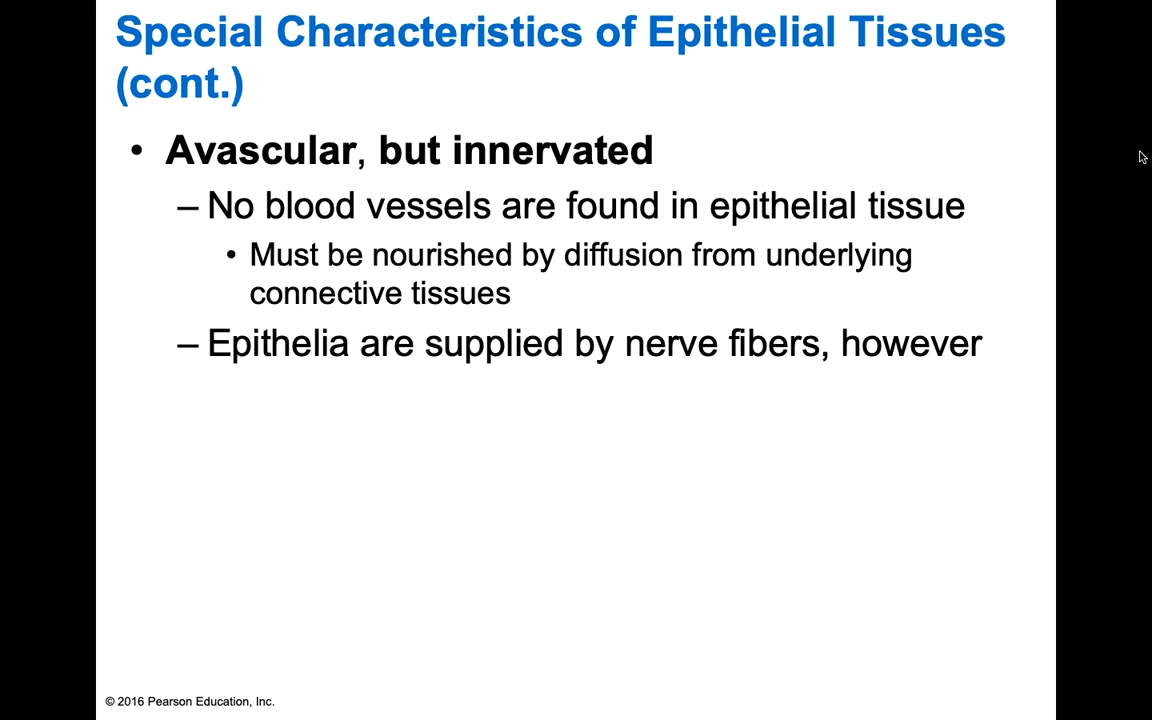 Special Characteristics of Epithelial Tissues
(cont.)
• Avascular, but innervated
– No blood vessels are found in epithelial tissue
• Must be nourished by diffusion from underlying
connective tissues
– Epithelia are supplied by nerve fibers, however
© 2016 Pearson Education, Inc.